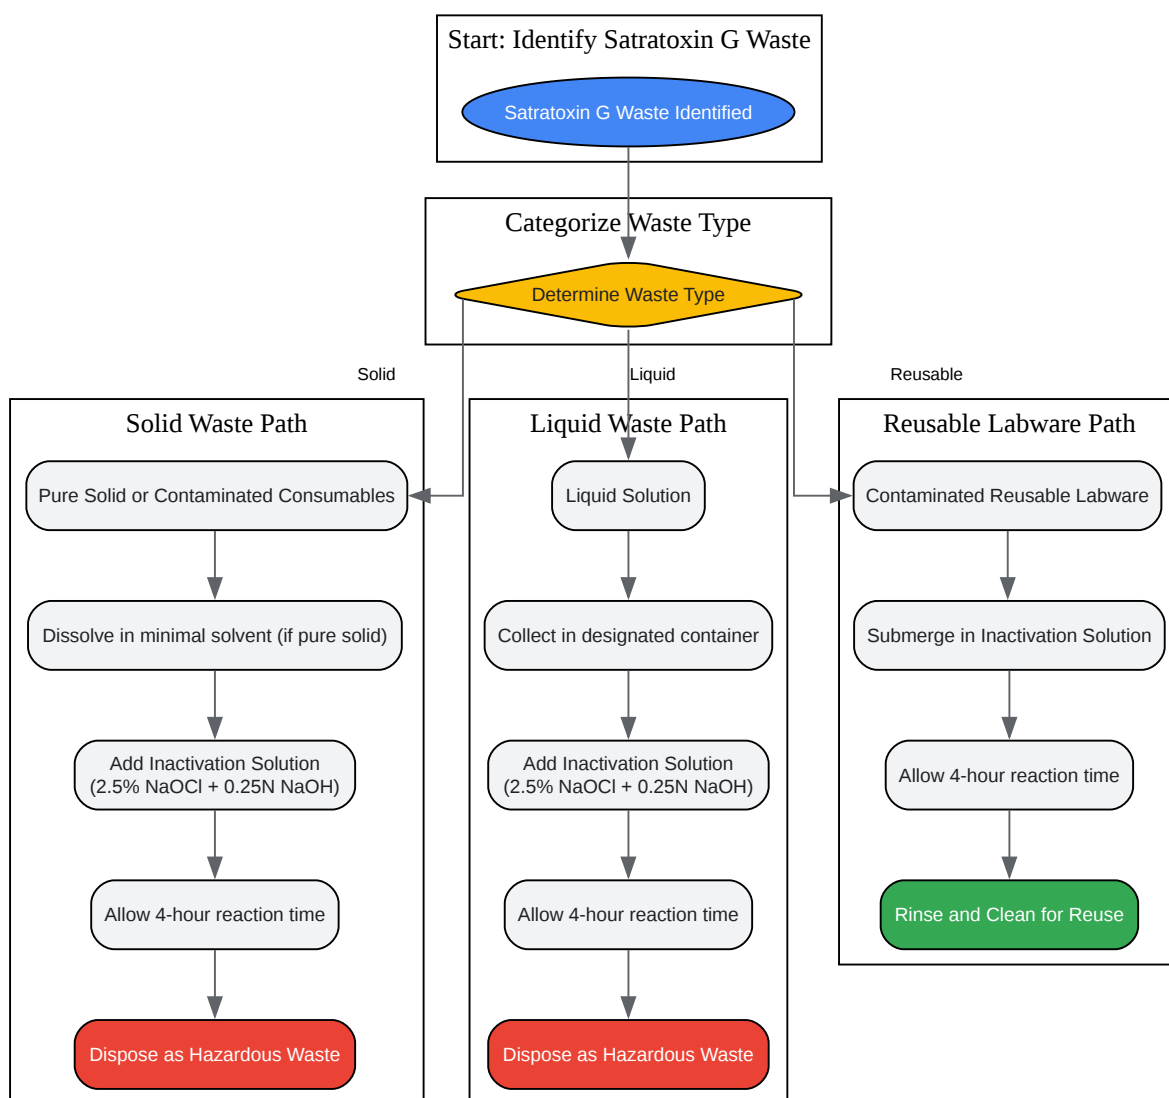 Start: Identify Satratoxin G Waste
Satratoxin G Waste Identified
Categorize Waste Type
Determine Waste Type
Solid
Liquid
Reusable
Solid Waste Path
Pure Solid or Contaminated Consumables
Dissolve in minimal solvent (if pure solid)
Add Inactivation Solution
(2.5% NaOCl + 0.25N NaOH)
Allow 4-hour reaction time
Dispose as Hazardous Waste
Liquid Waste Path
Liquid Solution
Collect in designated container
Add Inactivation Solution
(2.5% NaOCl + 0.25N NaOH)
Allow 4-hour reaction time
Dispose as Hazardous Waste
Reusable Labware Path
Contaminated Reusable Labware
Submerge in Inactivation Solution
Allow 4-hour reaction time
Rinse and Clean for Reuse